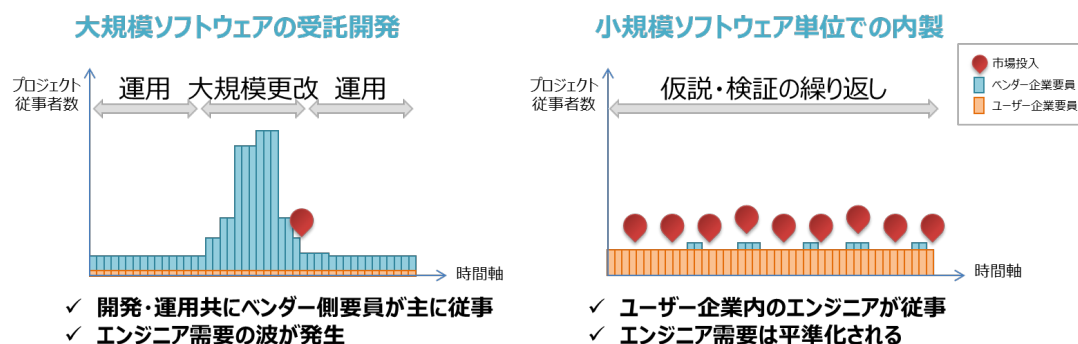 大規模ソフトウェアの受託開発
プロジェクト
従事者数
運用
大規模更改
運用
時間軸
✓ 開発・運用共にベンダー側要員が主に従事
✓ エンジニア需要の波が発生
小規模ソフトウェア単位での内製
プロジェクト
従事者数
仮説・検証の繰り返し
時間軸
✓ ユーザー企業内のエンジニアが従事
✓ エンジニア需要は平準化される
市場投入
ベンダー企業要員
ユーザー企業要員